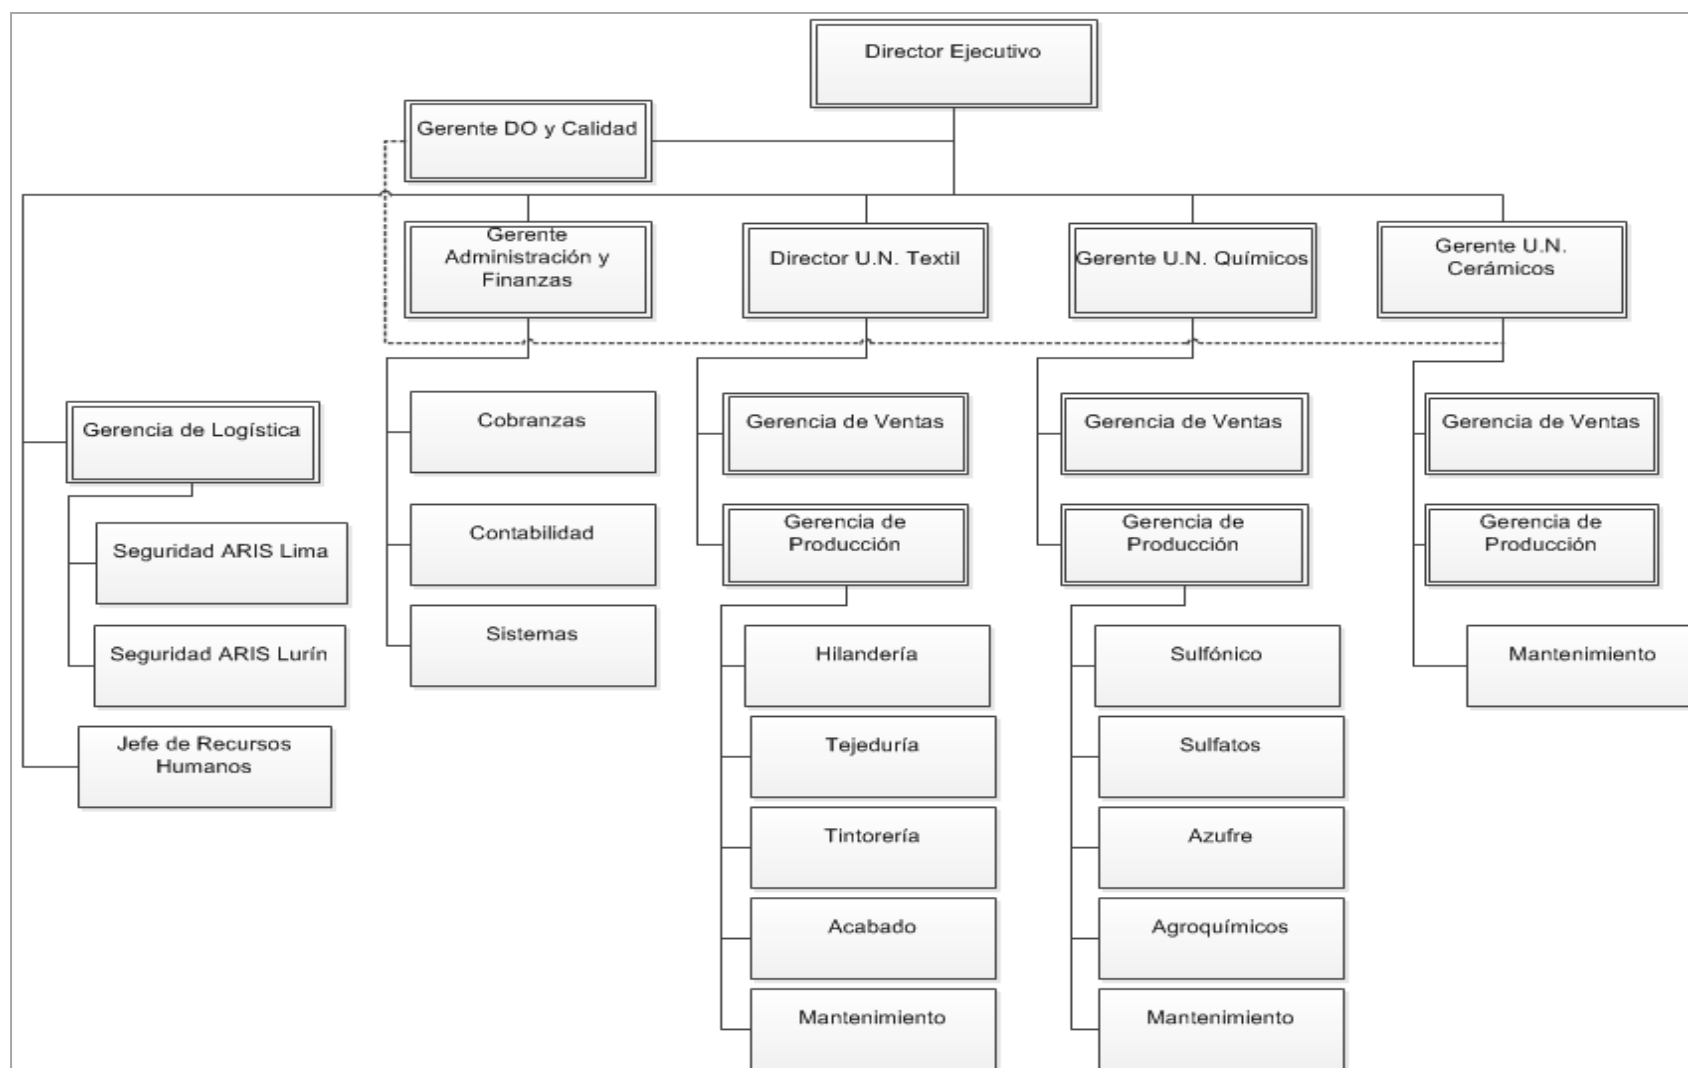 Director Ejecutivo
Gerente DO y Calidad
Gerente
Administración y
Finanzas
Director U.N. Textil
Gerente U.N. Químicos
Gerente U.N.
Cerámicos
Gerencia de Logística
Seguridad ARIS Lima
Seguridad ARIS Lurín
Jefe de Recursos
Humanos
Cobranzas
Contabilidad
Sistemas
Gerencia de Ventas
Gerencia de
Producción
Hilandería
Tejeduría
Tintorería
Acabado
Mantenimiento
Gerencia de Ventas
Gerencia de
Producción
Sulfónico
Sulfatos
Azufre
Agroquímicos
Mantenimiento
Gerencia de Ventas
Gerencia de
Producción
Mantenimiento